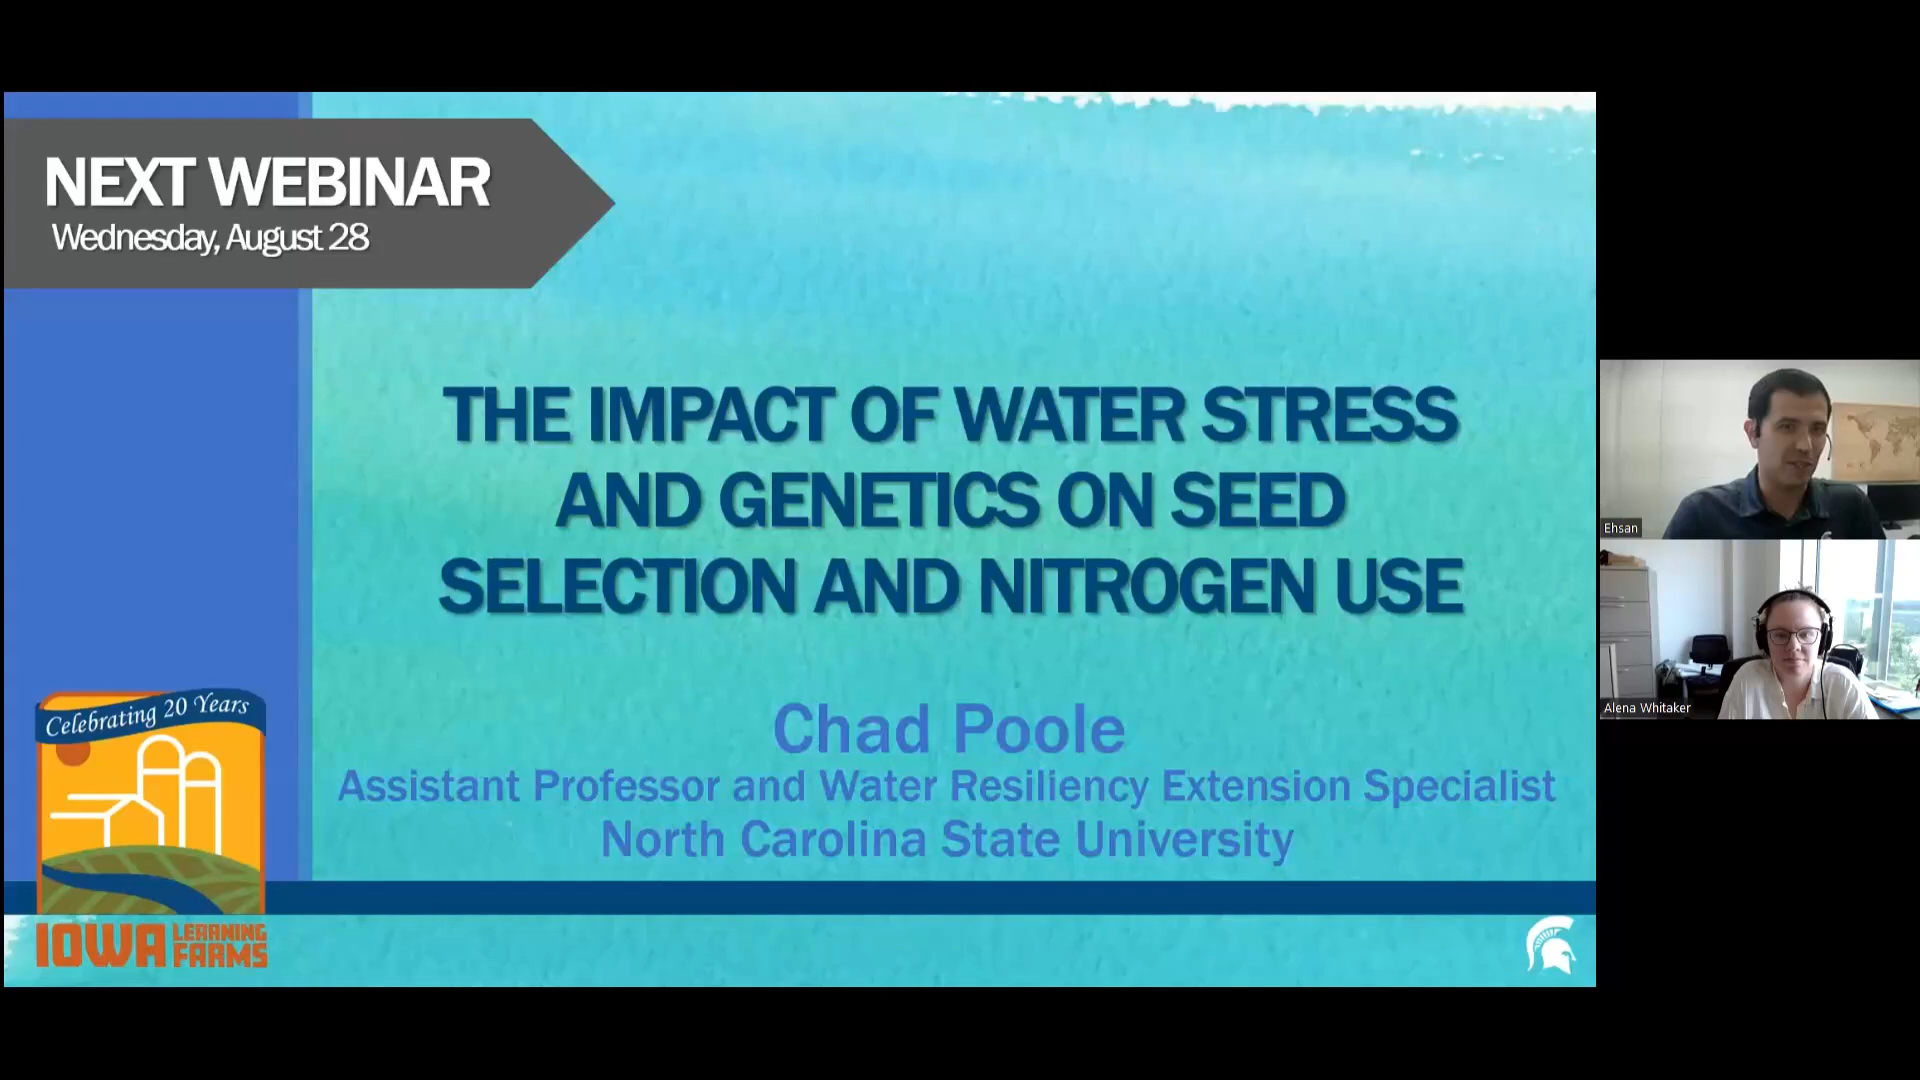 NEXT WEBINAR
Wednesday, August 28
THE IMPACT OF WATER STRESS
AND GENETICS ON SEED
SELECTION AND NITROGEN USE
Chad Poole
Assistant Professor and Water Resiliency Extension Specialist
North Carolina State University
Celebrating 20 Years
IOWA LEARNING FARMS
Ehsan
Alena Whitaker